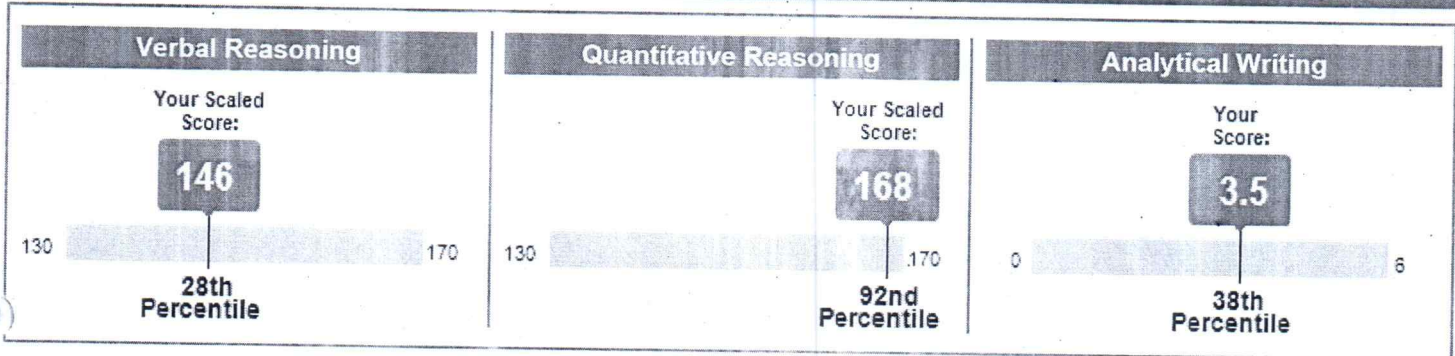 Verbal Reasoning
Your Scaled
Score:
146
130
170
28th
Percentile
Quantitative Reasoning
Your Scaled
Score:
168
130
170
92nd
Percentile
Analytical Writing
Your
Score:
3.5
0
6
38th
Percentile